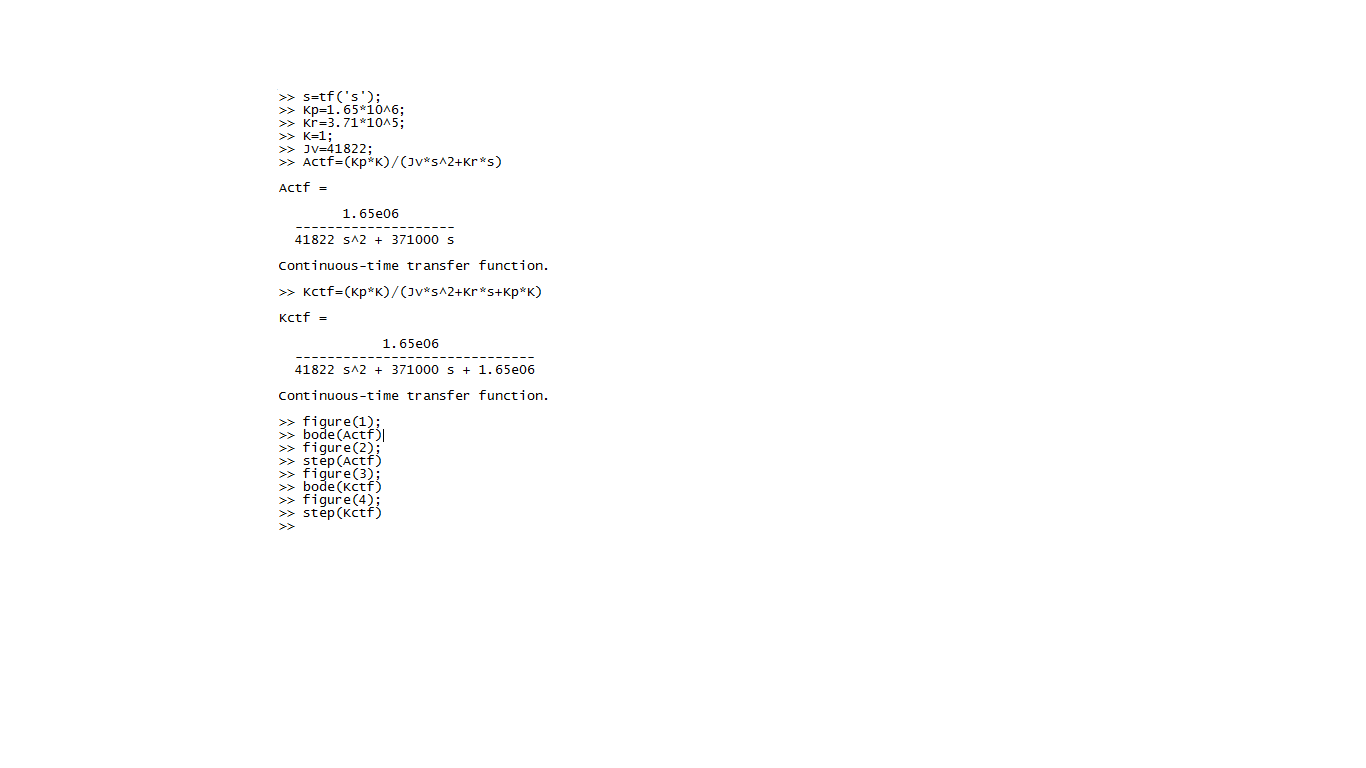 >> s=tf('s');
>> Kp=1.65*10^6;
>> Kr=3.71*10^5;
>> K=1;
>> Jv=41822;
>> Actf=(Kp*K)/(Jv*s^2+Kr*s)
Actf =
1.65e06
--------------------
41822 s^2 + 371000 s
Continuous-time transfer function.
>> Kctf=(Kp*K)/(Jv*s^2+Kr*s+Kp*K)
Kctf =
1.65e06
------------------------------
41822 s^2 + 371000 s + 1.65e06
Continuous-time transfer function.
>> figure(1);
>> bode(Actf)
>> figure(2);
>> step(Actf)
>> figure(3);
>> bode(Kctf)
>> figure(4);
>> step(Kctf)
>>